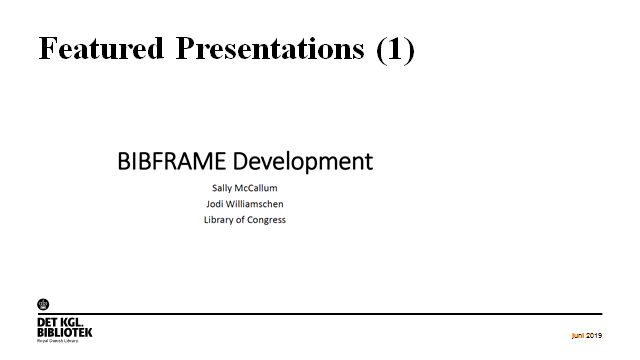 Featured Presentations (1)
BIBFRAME Development
Sally McCallum
Jodi Williamschen
Library of Congress
DET KGL.
BIBLIOTEK
Royal Danish Library
Juni 2019